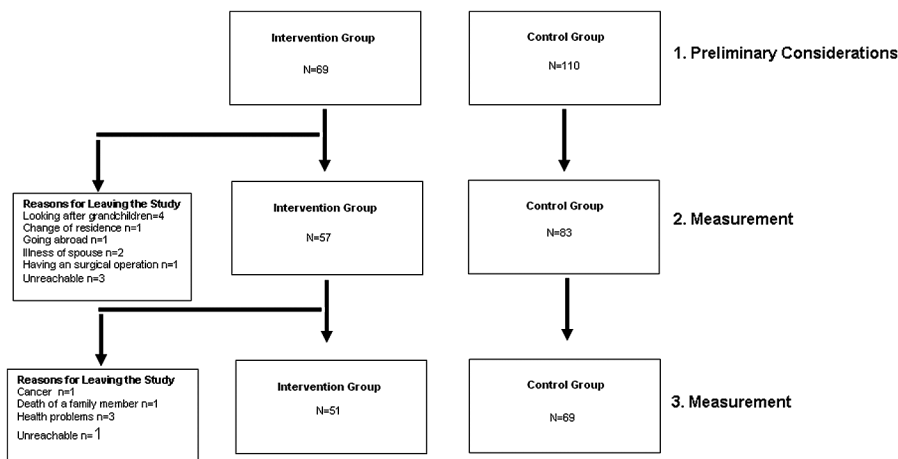 Intervention Group
N=69
Control Group
N=110
1. Preliminary Considerations
Reasons for Leaving the Study
Looking after grandchildren=4
Change of residence n=1
Going abroad n=1
Illness of spouse n=2
Having an surgical operation n=1
Unreachable n=3
Intervention Group
N=57
Control Group
N=83
2. Measurement
Reasons for Leaving the Study
Cancer n=1
Death of a family member n=1
Health problems n=3
Unreachable n=1
Intervention Group
N=51
Control Group
N=69
3. Measurement